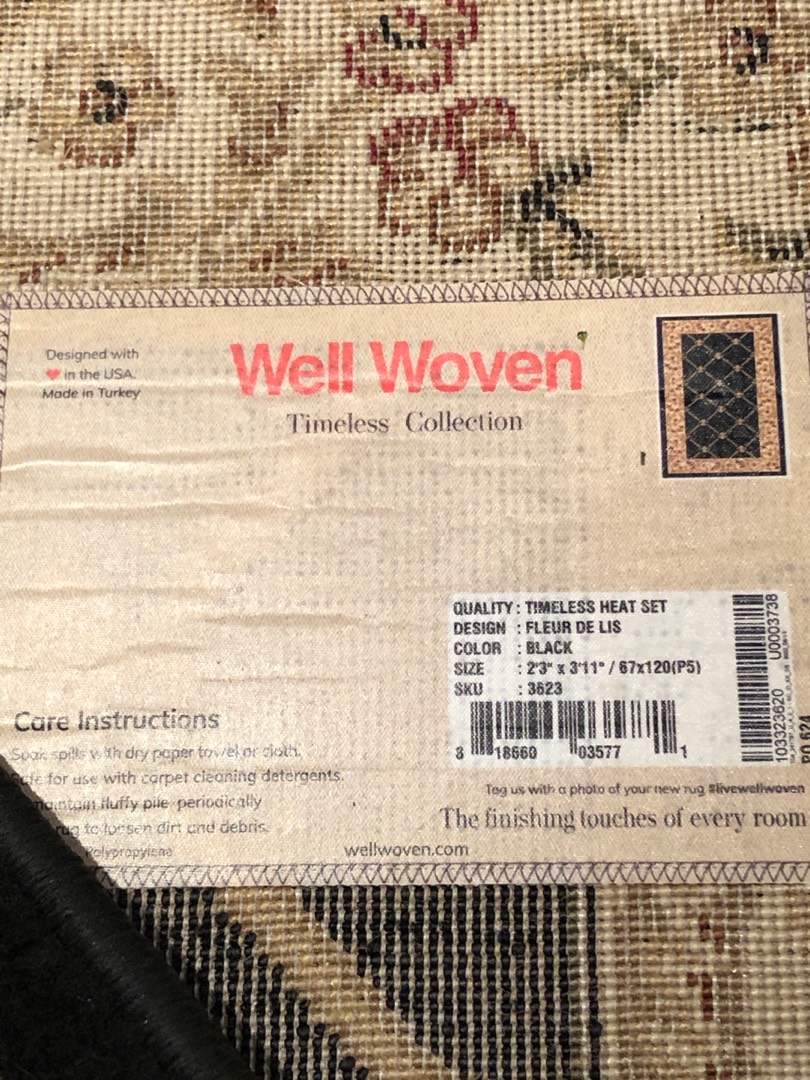 Designed with
❤ in the USA.
Made in Turkey
Well Woven
Timeless Collection
QUALITY : TIMELESS HEAT SET
DESIGN : FLEUR DE LIS
COLOR : BLACK
SIZE : 2'3" x 3'11" / 67x120(P5)
SKU : 3623
8 18660 03577 1
U0003738
103323620
Care Instructions
Soak spills with dry paper towel or cloth.
Safe for use with carpet cleaning detergents.
maintain fluffy pile periodically
rug to loosen dirt and debris.
Polypropylene
wellwoven.com
Tag us with a photo of your new rug #livewellwoven
The finishing touches of every room